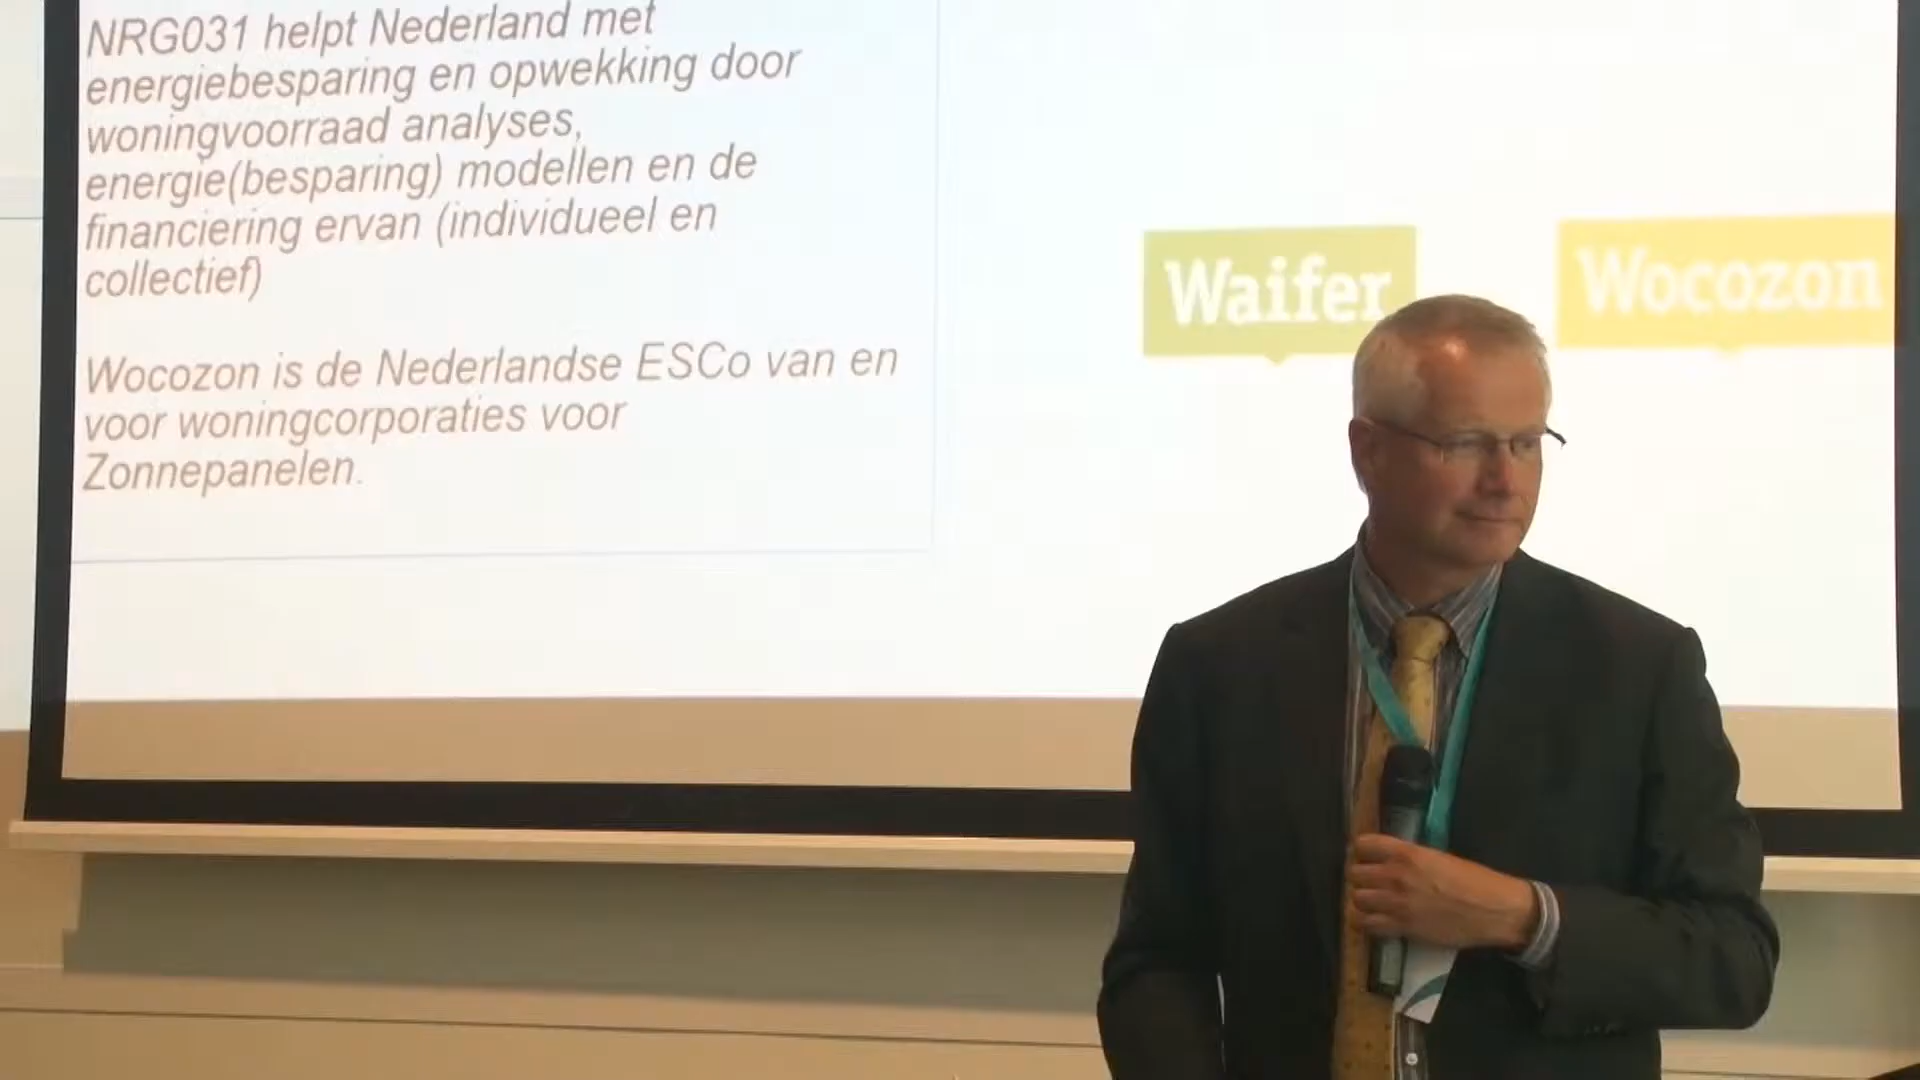 NRG031 helpt Nederland met
energiebesparing en opwekking door
woningvoorraad analyses,
energie(besparing) modellen en de
financiering ervan (individueel en
collectief)
Wocozon is de Nederlandse ESCo van en
voor woningcorporaties voor
Zonnepanelen.
Waifer
Wocozon